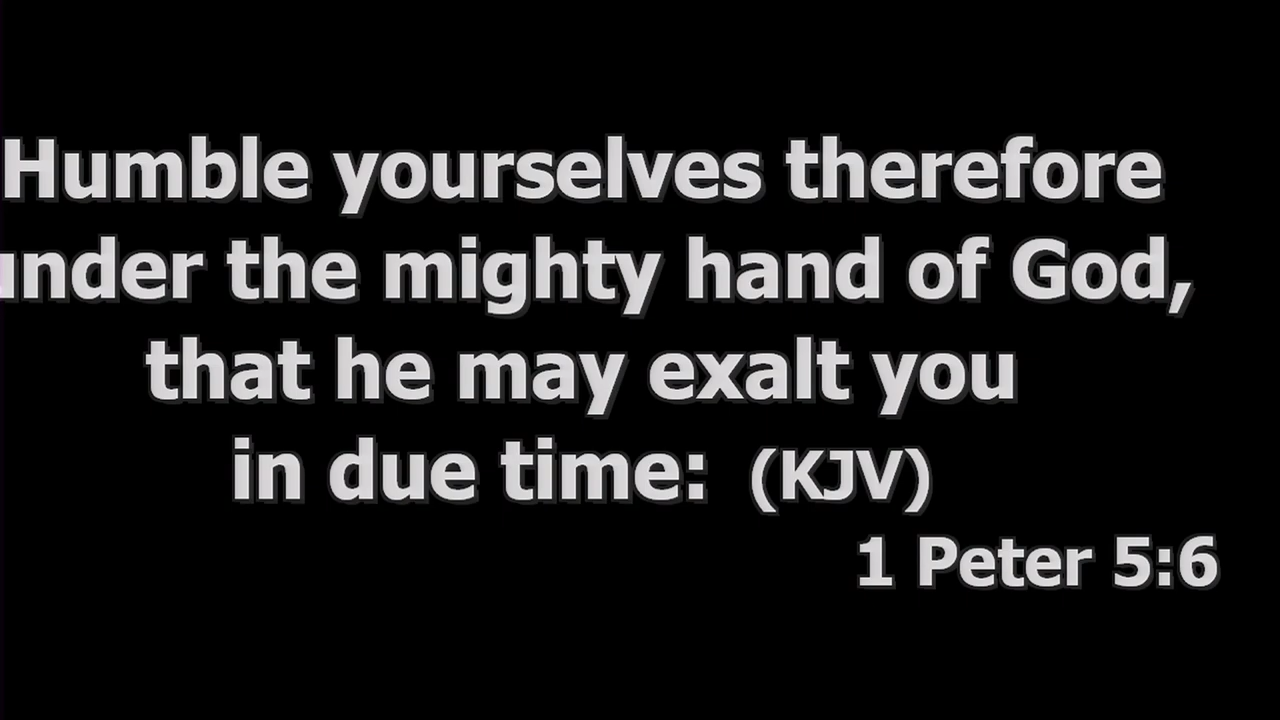 Humble yourselves therefore
under the mighty hand of God,
that he may exalt you
in due time: (KJV)
1 Peter 5:6